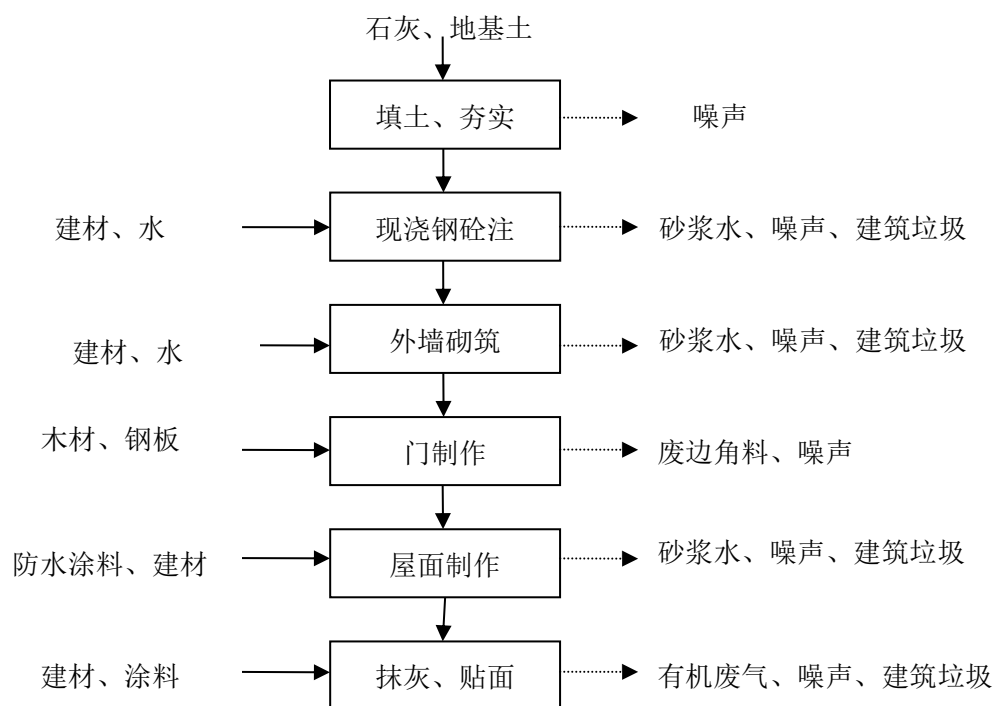 石灰、地基土
填土、夯实
噪声
建材、水
现浇钢砼注
砂浆水、噪声、建筑垃圾
建材、水
外墙砌筑
砂浆水、噪声、建筑垃圾
木材、钢板
门制作
废边角料、噪声
防水涂料、建材
屋面制作
砂浆水、噪声、建筑垃圾
建材、涂料
抹灰、贴面
有机废气、噪声、建筑垃圾